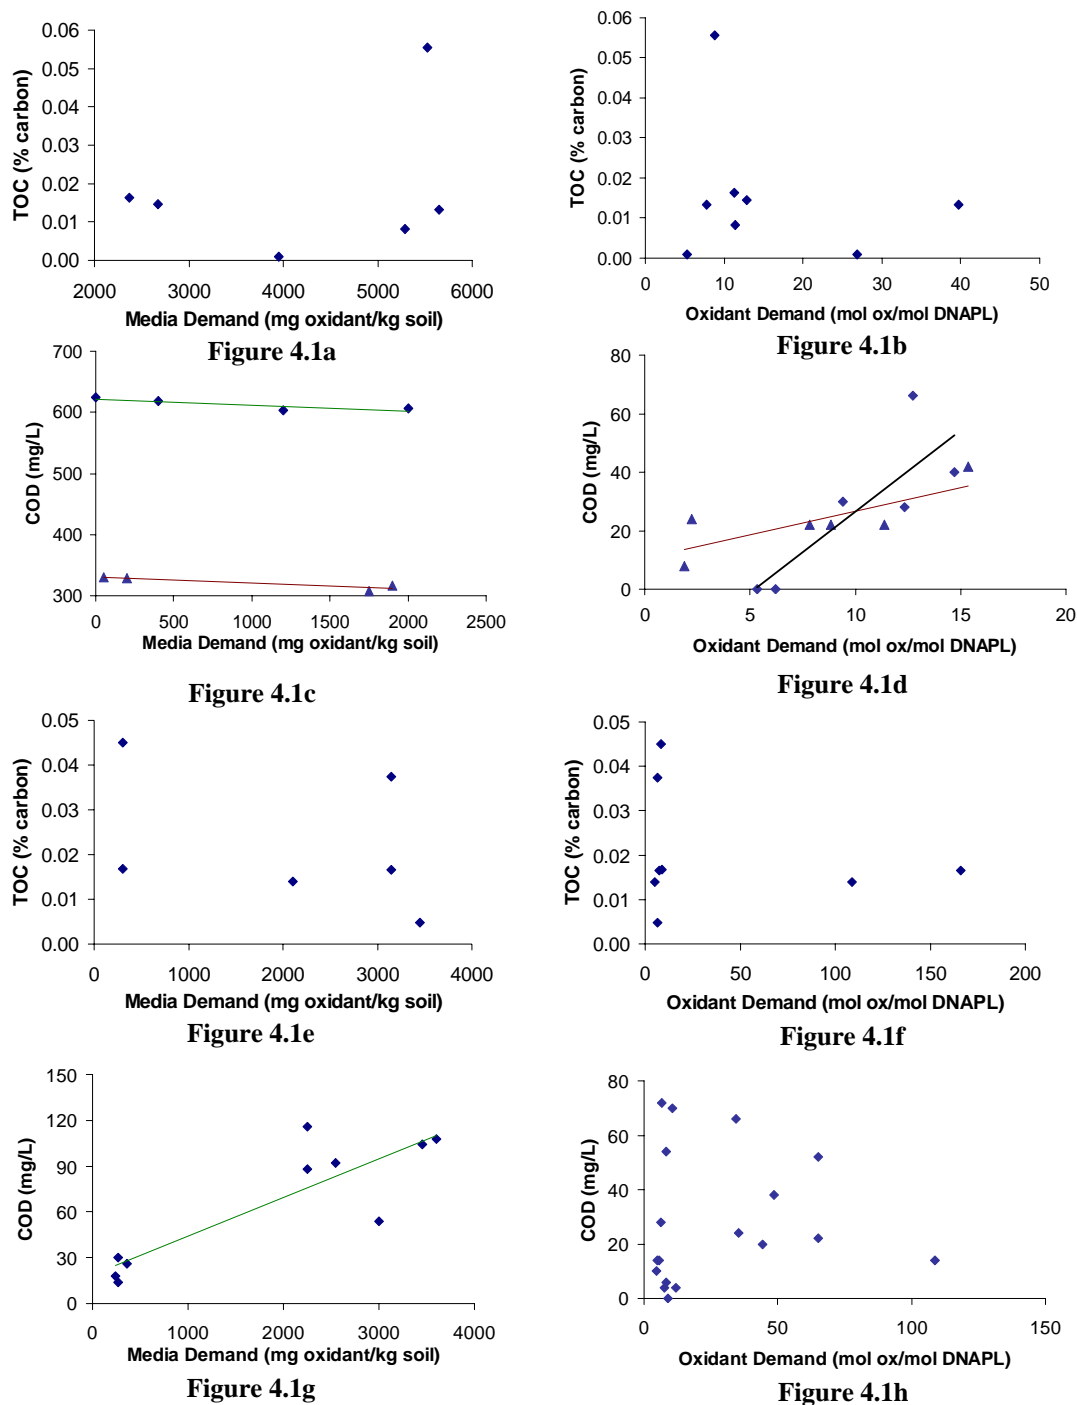 0.06
0.05
0.04
0.03
0.02
0.01
0.00
TOC (% carbon)
2000 3000 4000 5000 6000
Media Demand (mg oxidant/kg soil)
Figure 4.1a
0.06
0.05
0.04
0.03
0.02
0.01
0.00
TOC (% carbon)
0 10 20 30 40 50
Oxidant Demand (mol ox/mol DNAPL)
Figure 4.1b
700
600
500
400
300
COD (mg/L)
0 500 1000 1500 2000 2500
Media Demand (mg oxidant/kg soil)
Figure 4.1c
80
60
40
20
0
COD (mg/L)
0 5 10 15 20
Oxidant Demand (mol ox/mol DNAPL)
Figure 4.1d
0.05
0.04
0.03
0.02
0.01
0.00
TOC (% carbon)
0 1000 2000 3000 4000
Media Demand (mg oxidant/kg soil)
Figure 4.1e
0.05
0.04
0.03
0.02
0.01
0.00
TOC (% carbon)
0 50 100 150 200
Oxidant Demand (mol ox/mol DNAPL)
Figure 4.1f
150
120
90
60
30
0
COD (mg/L)
0 1000 2000 3000 4000
Media Demand (mg oxidant/kg soil)
Figure 4.1g
80
60
40
20
0
COD (mg/L)
0 50 100 150
Oxidant Demand (mol ox/mol DNAPL)
Figure 4.1h